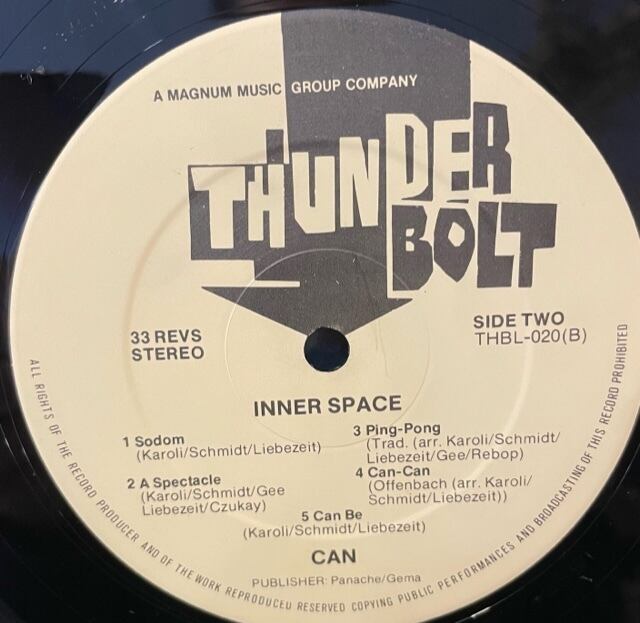 A MAGNUM MUSIC GROUP COMPANY
THUNDER
BOLT
33 REVS
STEREO
SIDE TWO
THBL-020(B)
INNER SPACE
1 Sodom
(Karoli/Schmidt/Liebezeit)
2 A Spectacle
(Karoli/Schmidt/Gee
Liebezeit/Czukay)
3 Ping-Pong
(Trad. (arr. Karoli/Schmidt/
Liebezeit/Gee/Rebop)
4 Can-Can
(Offenbach (arr. Karoli/
Schmidt/Liebezeit))
5 Can Be
(Karoli/Schmidt/Liebezeit)
CAN
PUBLISHER: Panache/Gema
ALL RIGHTS OF THE RECORD PRODUCER AND OF THE WORK REPRODUCED RESERVED COPYING PUBLIC PERFORMANCES AND BROADCASTING OF THIS RECORD PROHIBITED